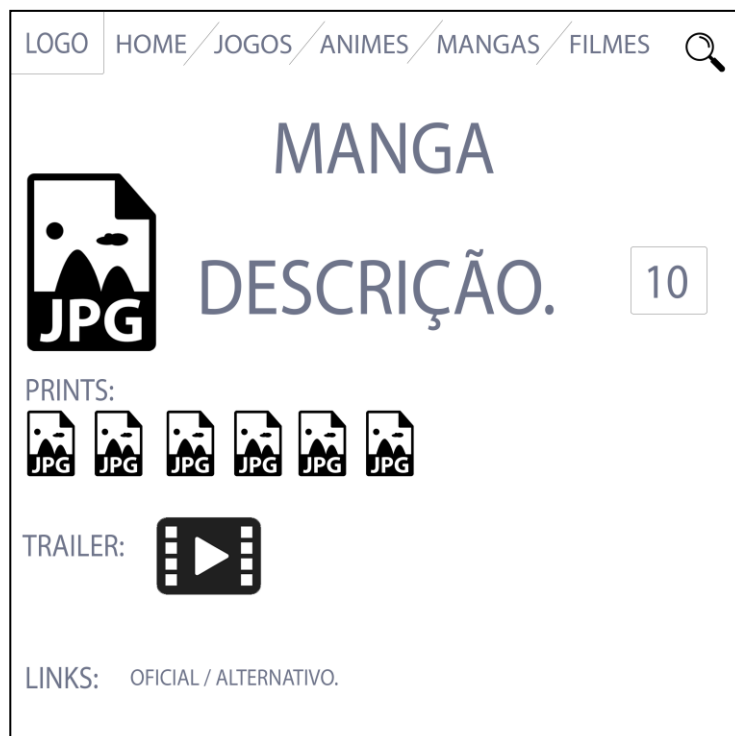 LOGO HOME JOGOS ANIMES MANGAS FILMES
MANGA
JPG
DESCRIÇÃO. 10
PRINTS:
JPG JPG JPG JPG JPG JPG
TRAILER:
LINKS: OFICIAL / ALTERNATIVO.